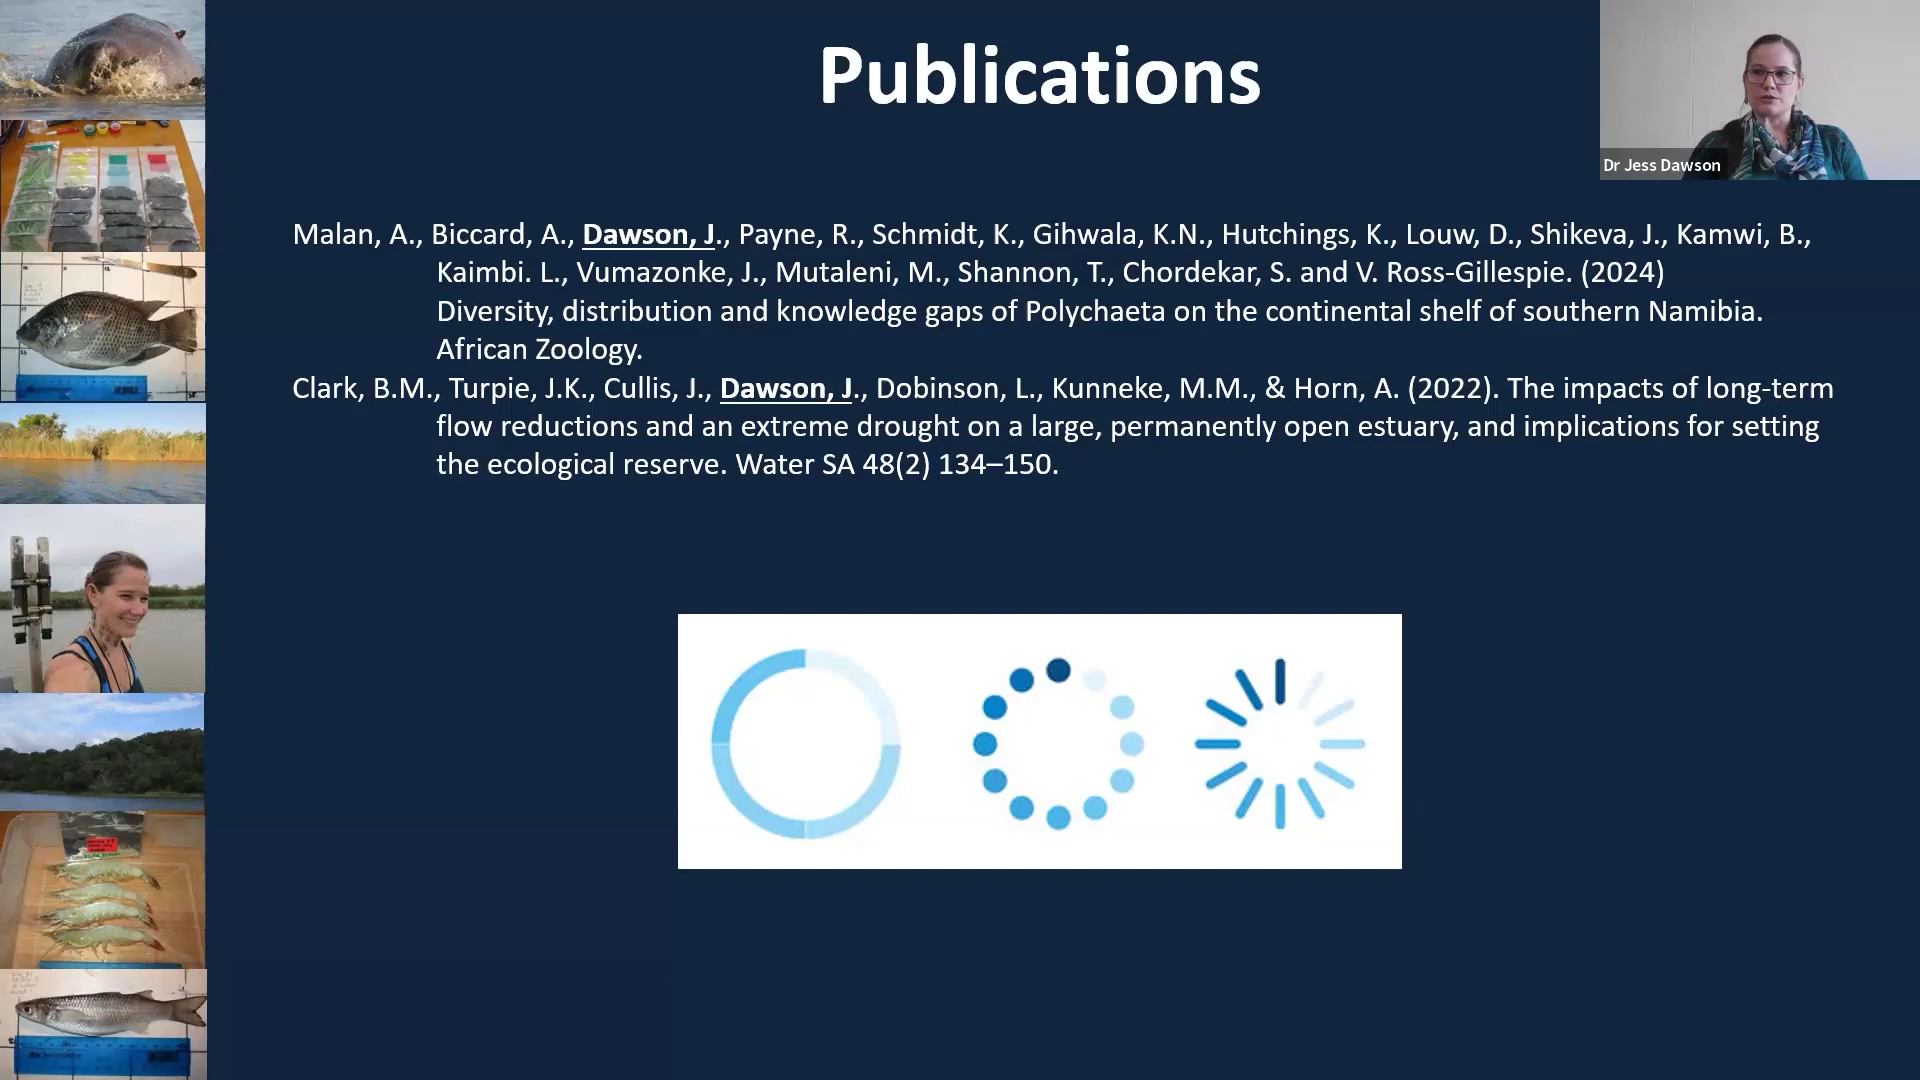 Publications
Dr Jess Dawson
Malan, A., Biccard, A., Dawson, J., Payne, R., Schmidt, K., Gihwala, K.N., Hutchings, K., Louw, D., Shikeva, J., Kamwi, B.,
Kaimbi. L., Vumazonke, J., Mutaleni, M., Shannon, T., Chordekar, S. and V. Ross-Gillespie. (2024)
Diversity, distribution and knowledge gaps of Polychaeta on the continental shelf of southern Namibia.
African Zoology.
Clark, B.M., Turpie, J.K., Cullis, J., Dawson, J., Dobinson, L., Kunneke, M.M., & Horn, A. (2022). The impacts of long-term
flow reductions and an extreme drought on a large, permanently open estuary, and implications for setting
the ecological reserve. Water SA 48(2) 134–150.